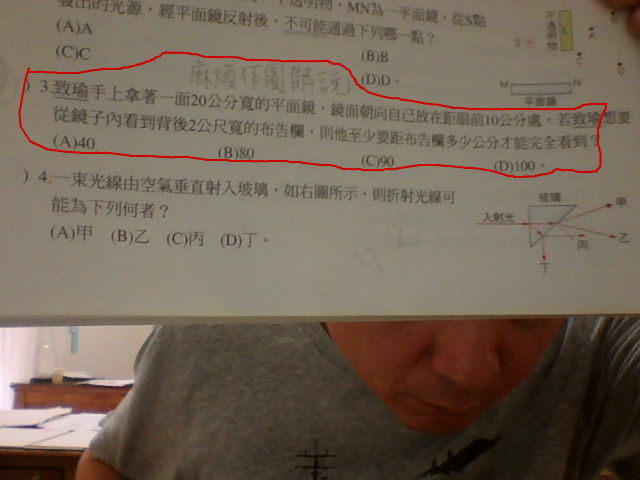 發出的光源，經平面鏡反射後，不可能通過下列哪一點？
(A)A
(B)B
(C)C
(D)D。
不透明物
S
A
C
D
M
N
平面鏡
麻煩作圖解說
) 3.致瑜手上拿著一面20公分寬的平面鏡，鏡面朝向自己放在距眼前10公分處，若致瑜想要
從鏡子內看到背後2公尺寬的布告欄，則他至少要距布告欄多少公分才能完全看到？
(A)40
(B)80
(C)90
(D)100。
) 4.一束光線由空氣垂直射入玻璃，如右圖所示，則折射光線可
能為下列何者？
(A)甲 (B)乙 (C)丙 (D)丁。
玻璃
入射光
甲
乙
丙
丁